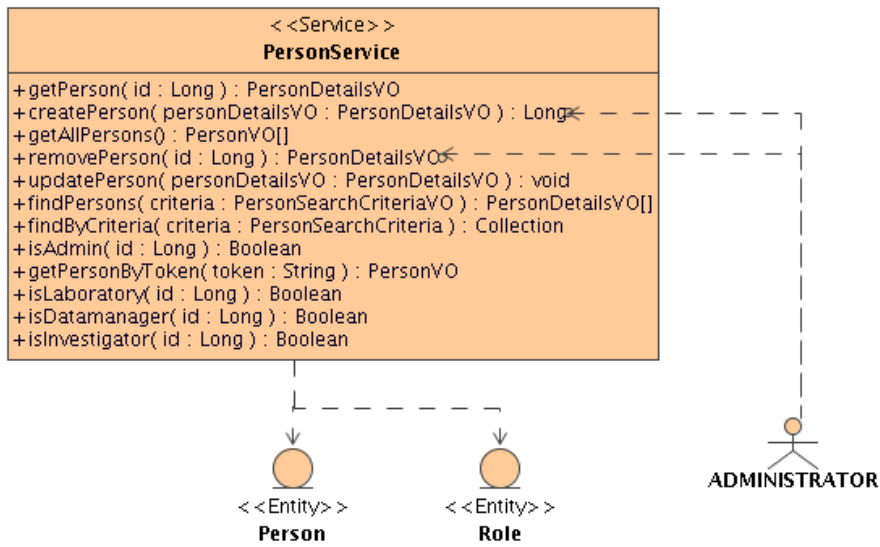 <<Service>>
PersonService
+getPerson( id : Long ) : PersonDetailsVO
+createPerson( personDetailsVO : PersonDetailsVO ) : Long
+getAllPersons() : PersonVO[]
+removePerson( id : Long ) : PersonDetailsVO
+updatePerson( personDetailsVO : PersonDetailsVO ) : void
+findPersons( criteria : PersonSearchCriteriaVO ) : PersonDetailsVO[]
+findByCriteria( criteria : PersonSearchCriteria ) : Collection
+isAdmin( id : Long ) : Boolean
+getPersonByToken( token : String ) : PersonVO
+isLaboratory( id : Long ) : Boolean
+isDatamanager( id : Long ) : Boolean
+isInvestigator( id : Long ) : Boolean
ADMINISTRATOR
<<Entity>> <<Entity>>
Person Role